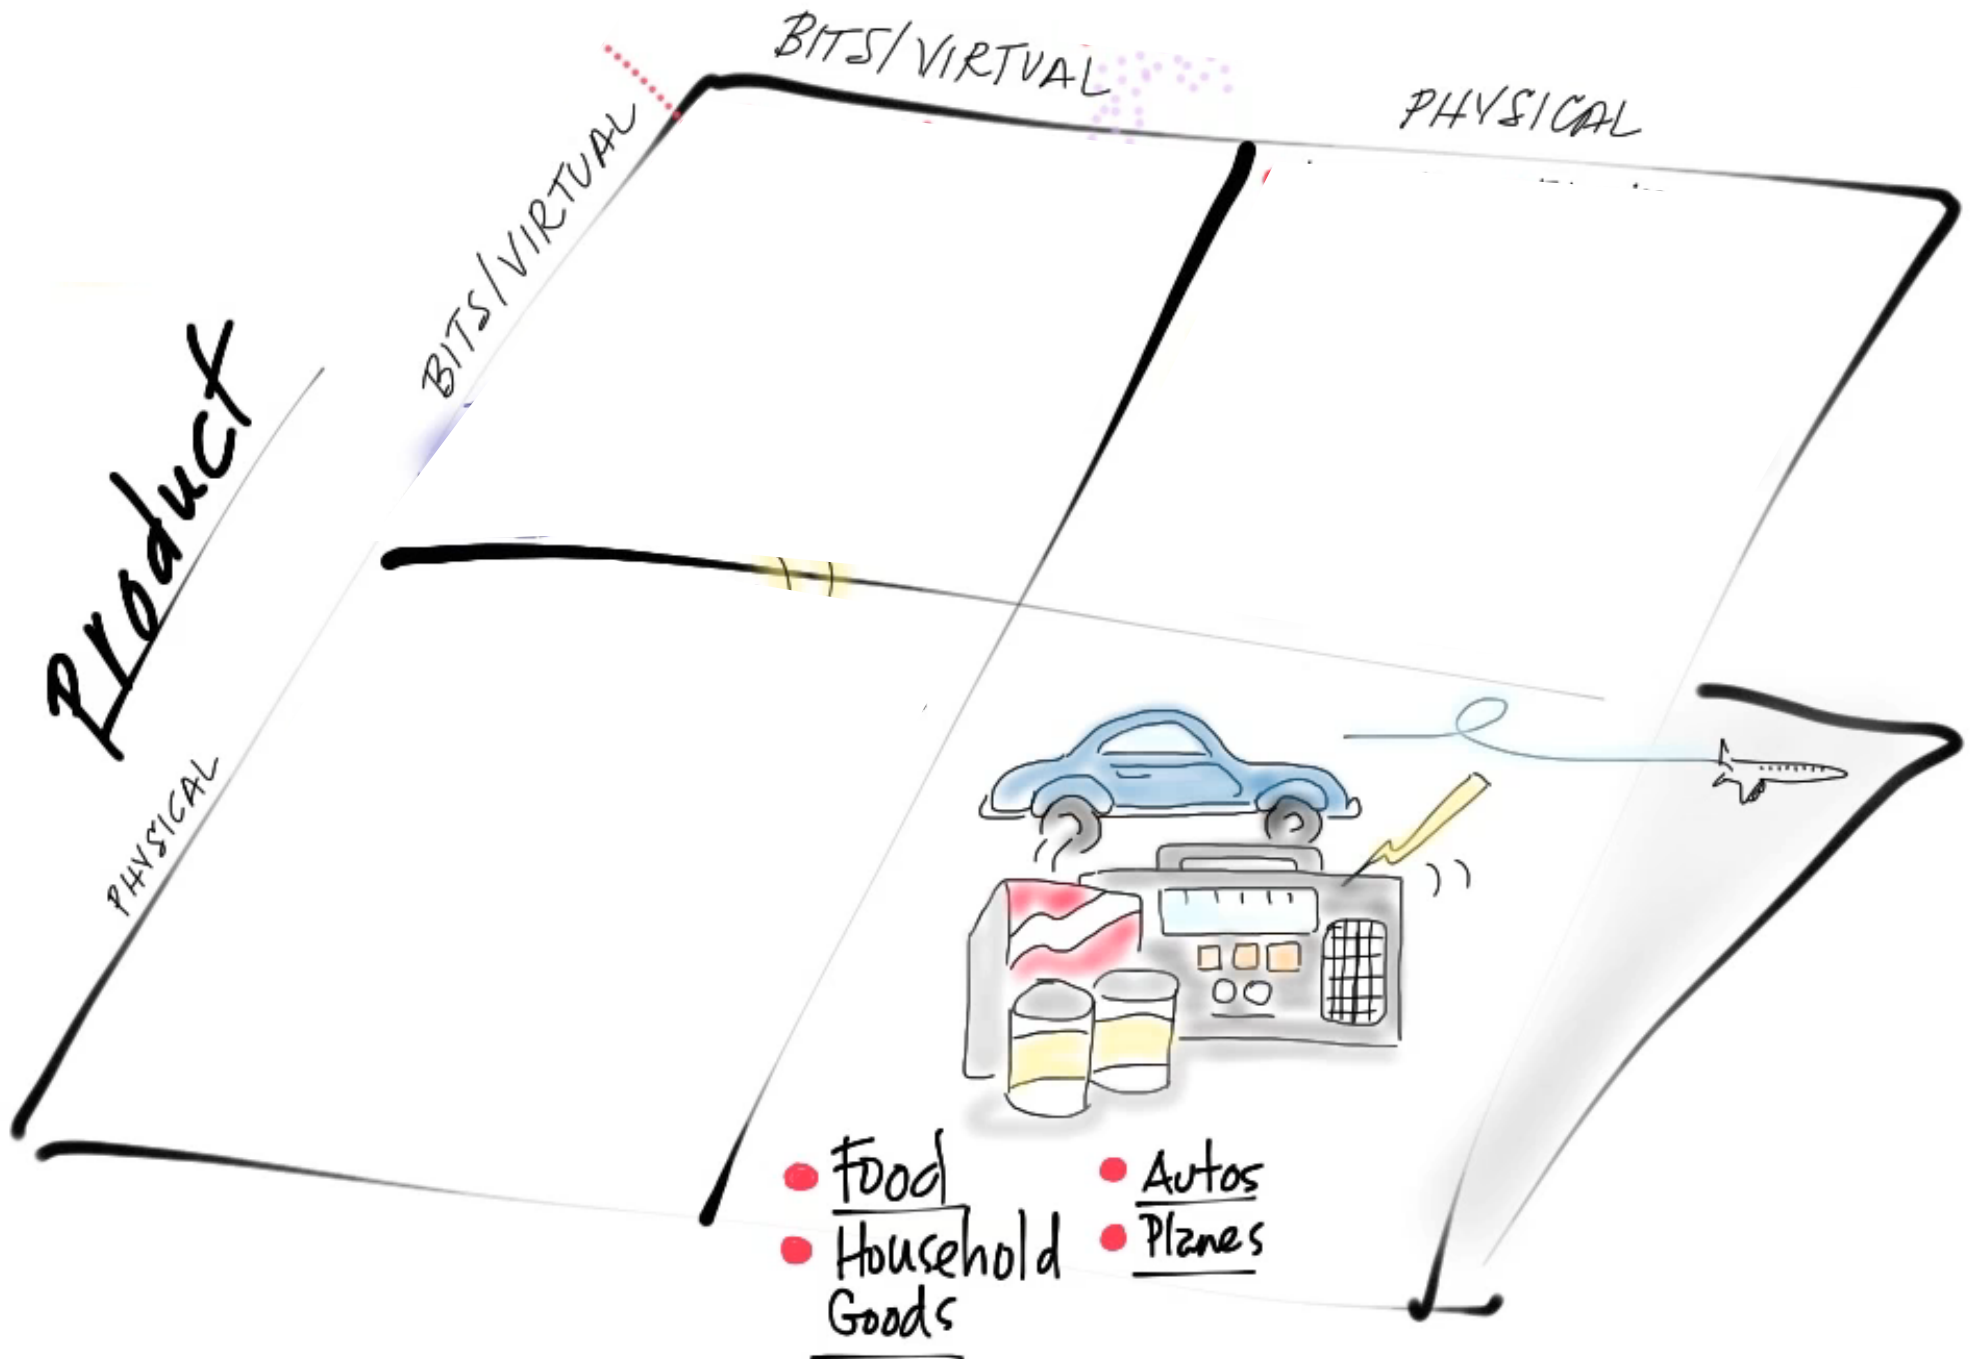 BITS/VIRTUAL
PHYSICAL
BITS/VIRTUAL
Product
PHYSICAL
Food
Household
Goods
Autos
Planes